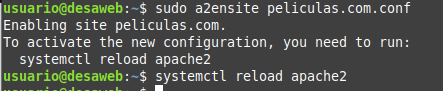 usuario@desaweb:~$ sudo a2ensite peliculas.com.conf
Enabling site peliculas.com.
To activate the new configuration, you need to run:
  systemctl reload apache2
usuario@desaweb:~$ systemctl reload apache2